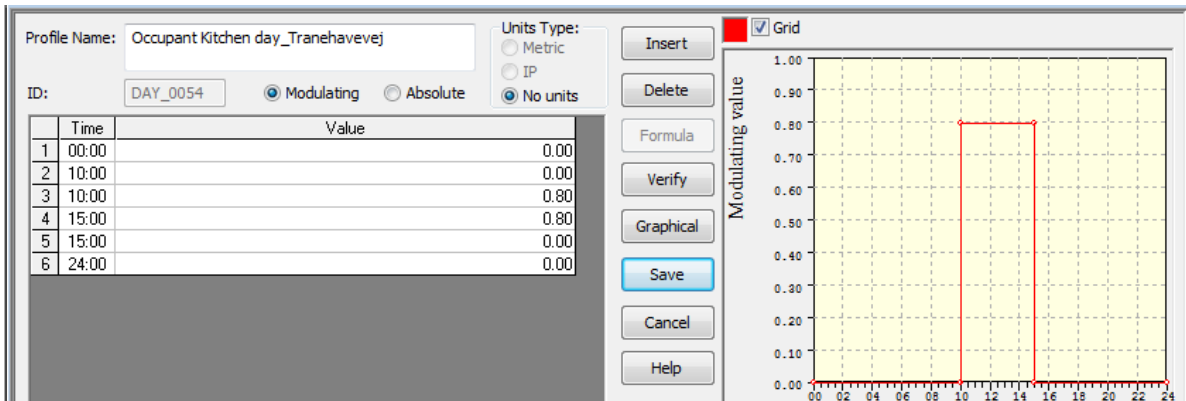 Profile Name: Occupant Kitchen day_Tranehavevej
Units Type:
Metric
IP
No units
ID: DAY_0054 Modulating Absolute
Time Value
1 00:00 0.00
2 10:00 0.00
3 10:00 0.80
4 15:00 0.80
5 15:00 0.00
6 24:00 0.00
Insert
Delete
Formula
Verify
Graphical
Save
Cancel
Help
Grid
Modulating value
1.00
0.90
0.80
0.70
0.60
0.50
0.40
0.30
0.20
0.10
0.00
00 02 04 06 08 10 12 14 16 18 20 22 24